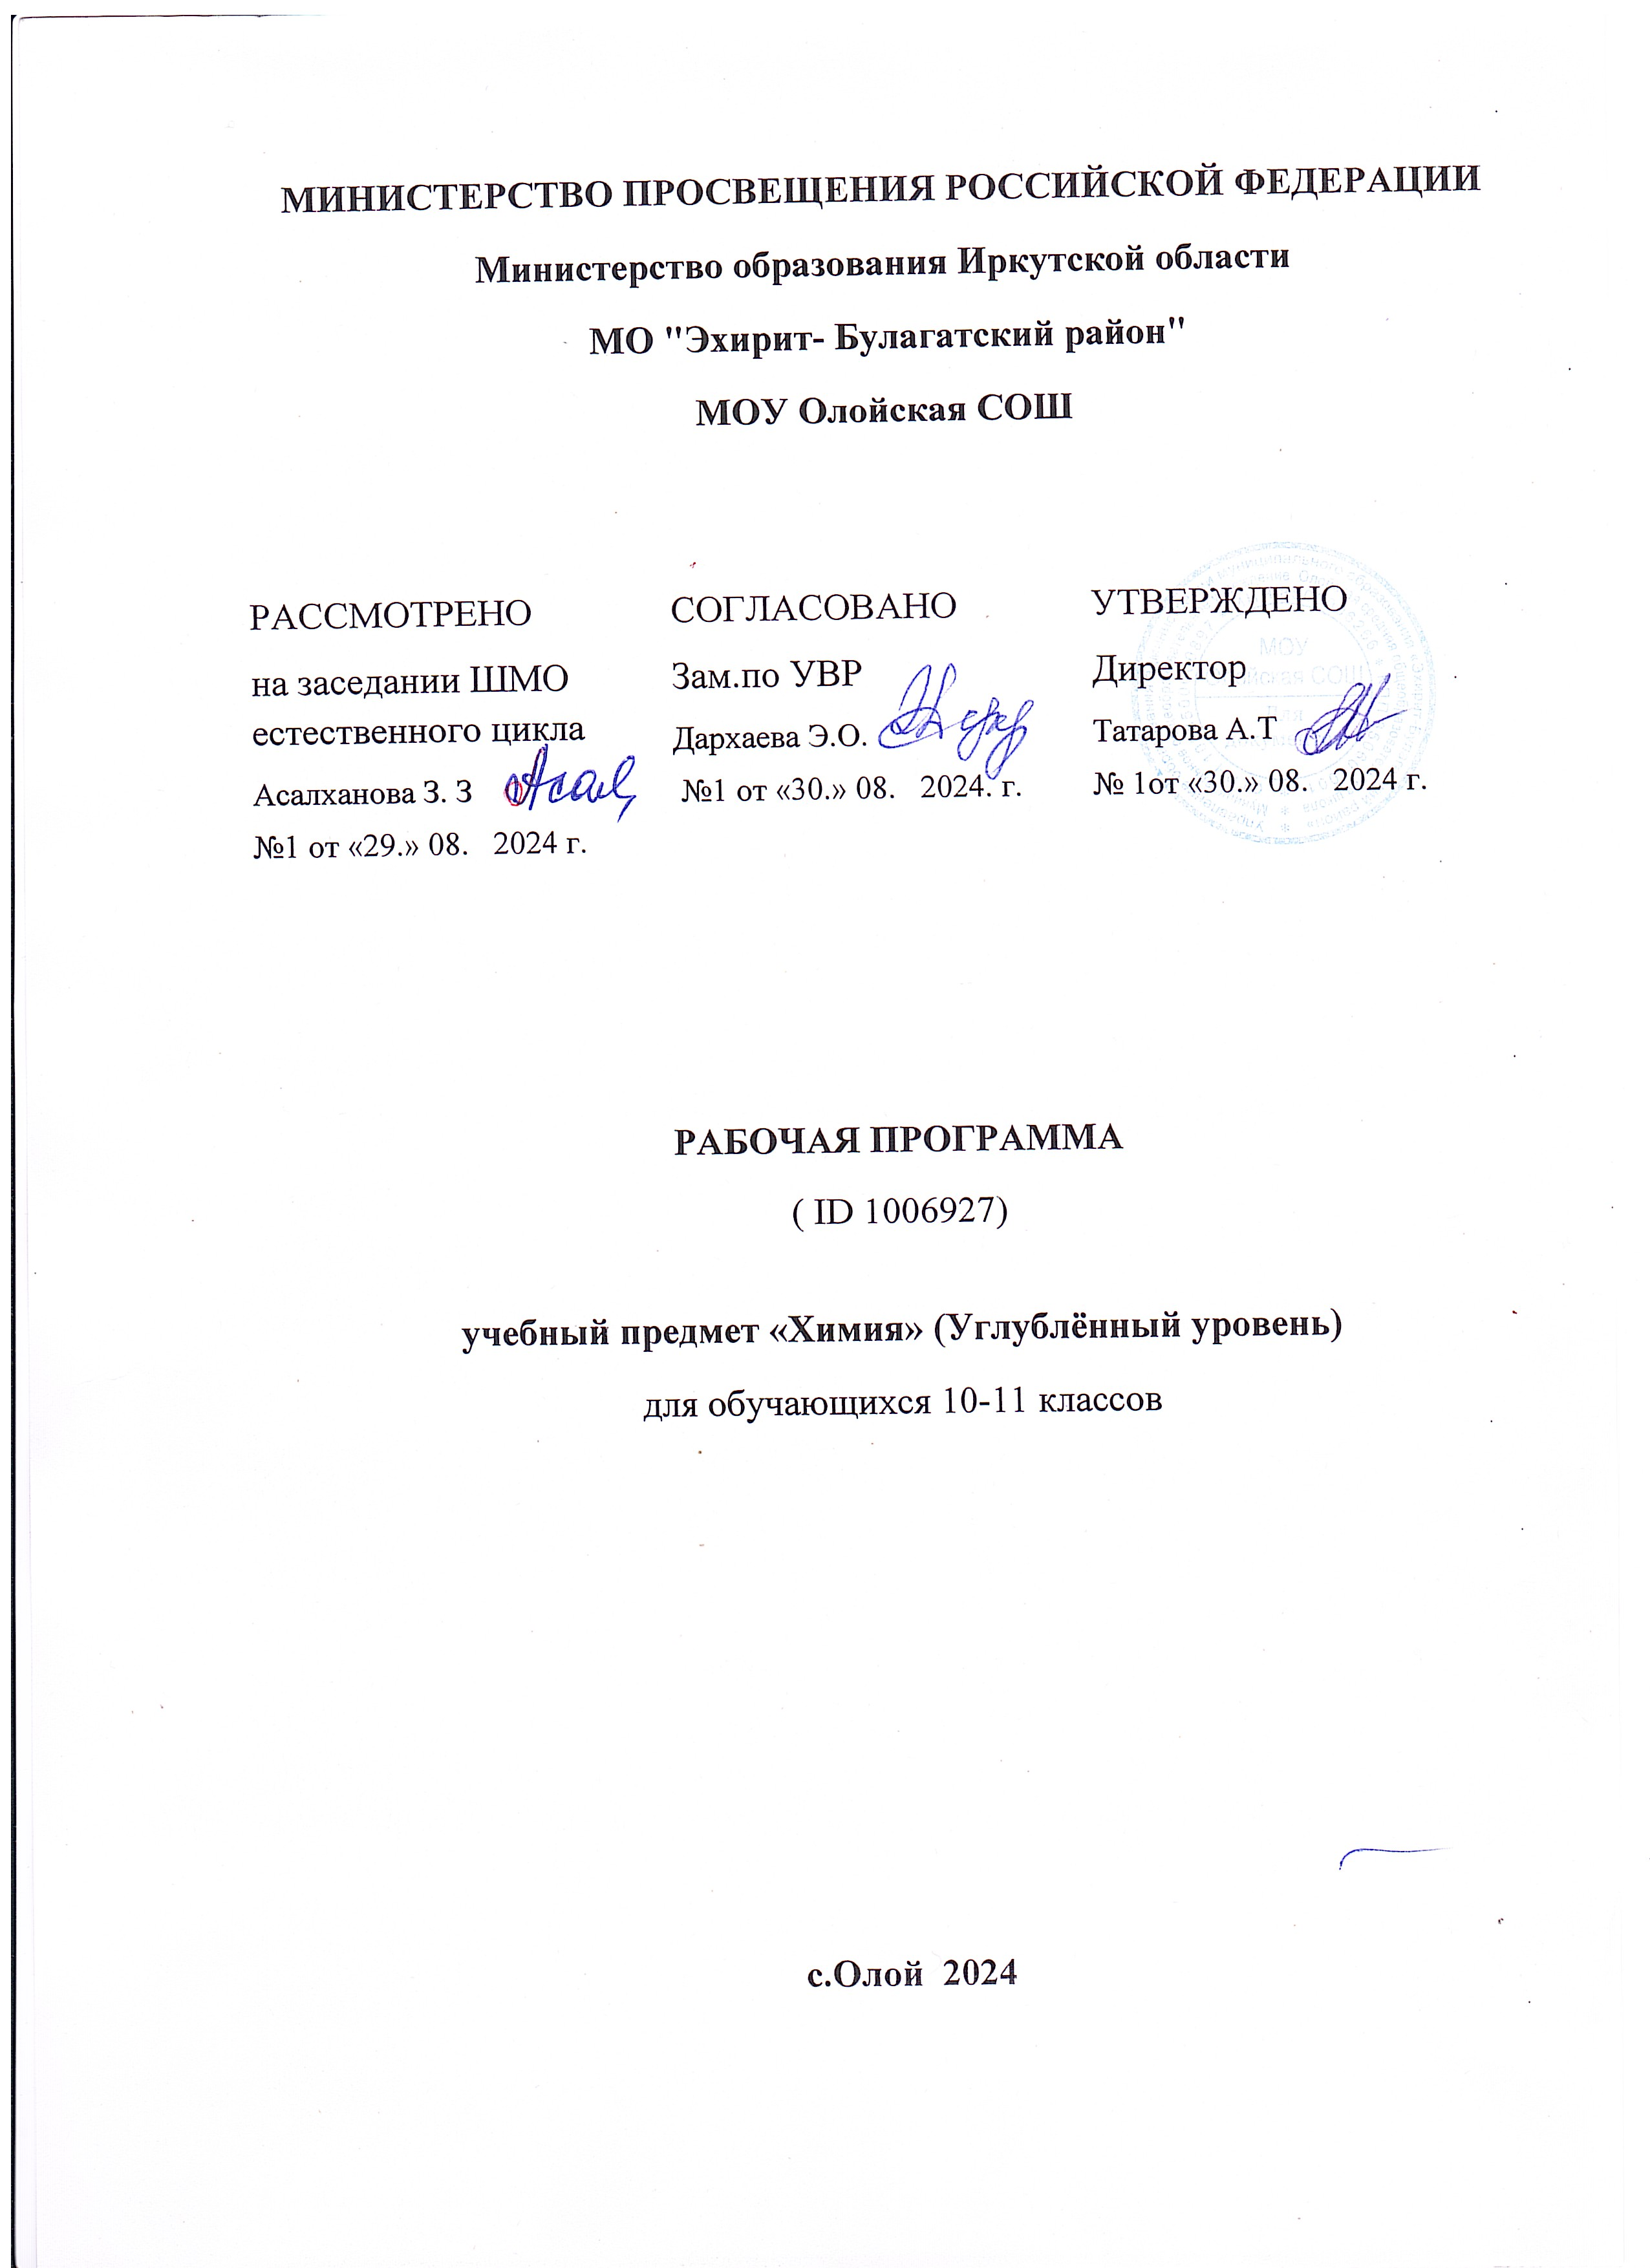 МИНИСТЕРСТВО ПРОСВЕЩЕНИЯ РОССИЙСКОЙ ФЕДЕРАЦИИ
Министерство образования Иркутской области
МО "Эхирит- Булагатский район"
МОУ Олойская СОШ
РАССМОТРЕНО
на заседании ШМО
естественного цикла
Асалханова З. З
№1 от «29.» 08. 2024 г.
СОГЛАСОВАНО
Зам.по УВР
Дархаева Э.О.
№1 от «30.» 08. 2024. г.
УТВЕРЖДЕНО
Директор
Татарова А.Т
№ 1от «30.» 08. 2024 г.
МОУ
СОШ
РАБОЧАЯ ПРОГРАММА
( ID 1006927)
учебный предмет «Химия» (Углублённый уровень)
для обучающихся 10-11 классов
с.Олой 2024